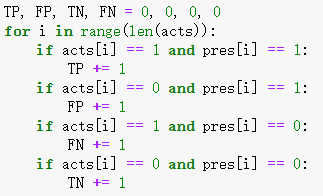 TP, FP, TN, FN = 0, 0, 0, 0
for i in range(len(acts)):
    if acts[i] == 1 and pres[i] == 1:
        TP += 1
    if acts[i] == 0 and pres[i] == 1:
        FP += 1
    if acts[i] == 1 and pres[i] == 0:
        FN += 1
    if acts[i] == 0 and pres[i] == 0:
        TN += 1